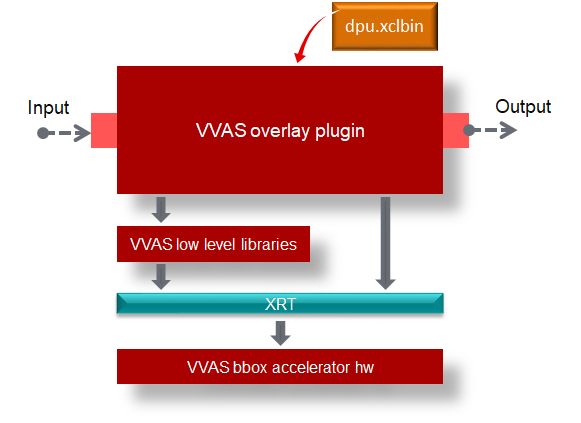 dpu.xclbin
Input
VVAS overlay plugin
Output
VVAS low level libraries
XRT
VVAS bbox accelerator hw